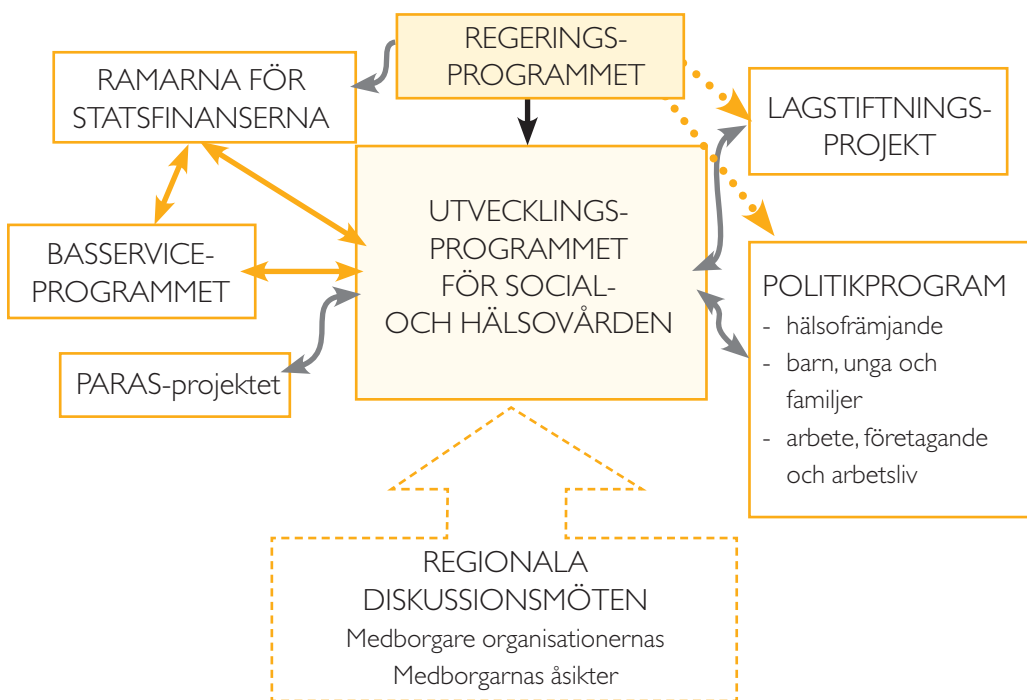 REGERINGS-
PROGRAMMET
RAMARNA FÖR
STATSFINANSERNA
LAGSTIFTNINGS-
PROJEKT
UTVECKLINGS-
PROGRAMMET
FÖR SOCIAL-
OCH HÄLSOVÅRDEN
BASSERVICE-
PROGRAMMET
PARAS-projektet
POLITIKPROGRAM
- hälsofrämjande
- barn, unga och
familjer
- arbete, företagande
och arbetsliv
REGIONALA
DISKUSSIONSMÖTEN
Medborgare organisationernas
Medborgarnas åsikter